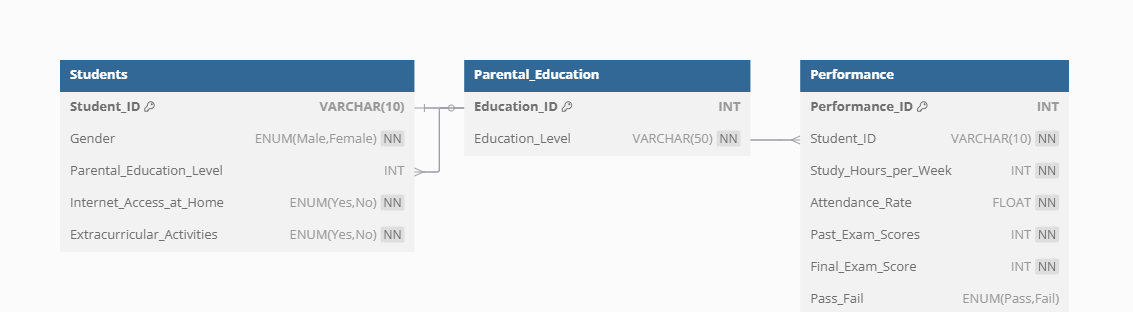 Students
Student_ID VARCHAR(10)
Gender ENUM(Male,Female) NN
Parental_Education_Level INT
Internet_Access_at_Home ENUM(Yes,No) NN
Extracurricular_Activities ENUM(Yes,No) NN
Parental_Education
Education_ID INT
Education_Level VARCHAR(50) NN
Performance
Performance_ID INT
Student_ID VARCHAR(10) NN
Study_Hours_per_Week INT NN
Attendance_Rate FLOAT NN
Past_Exam_Scores INT NN
Final_Exam_Score INT NN
Pass_Fail ENUM(Pass,Fail)